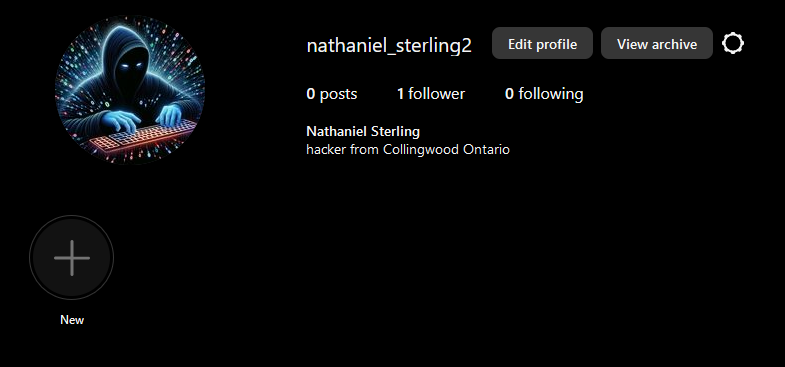 nathaniel_sterling2 Edit profile View archive
0 posts 1 follower 0 following
Nathaniel Sterling
hacker from Collingwood Ontario
New